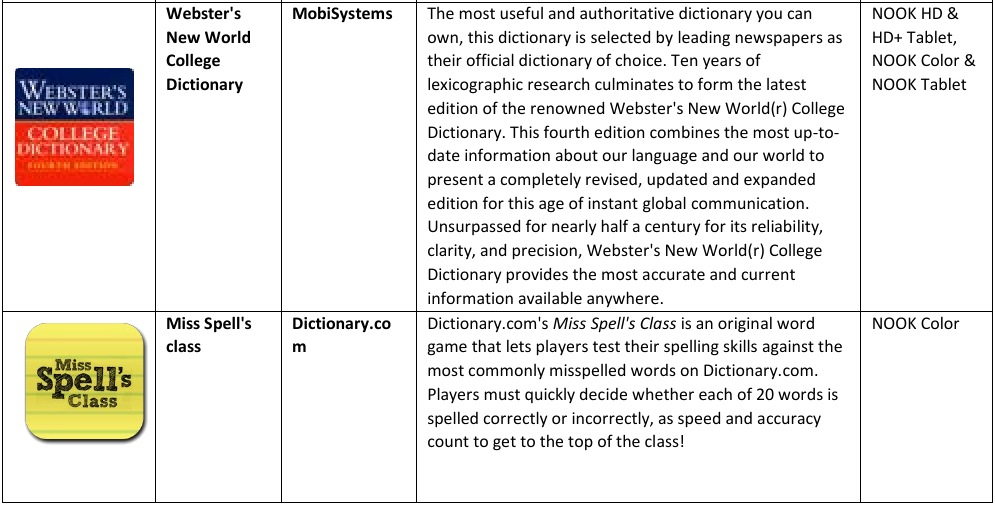 WEBSTER'S
NEW WORLD
COLLEGE
DICTIONARY
FOURTH EDITION
Webster's
New World
College
Dictionary
MobiSystems
The most useful and authoritative dictionary you can
own, this dictionary is selected by leading newspapers as
their official dictionary of choice. Ten years of
lexicographic research culminates to form the latest
edition of the renowned Webster's New World(r) College
Dictionary. This fourth edition combines the most up-to-
date information about our language and our world to
present a completely revised, updated and expanded
edition for this age of instant global communication.
Unsurpassed for nearly half a century for its reliability,
clarity, and precision, Webster's New World(r) College
Dictionary provides the most accurate and current
information available anywhere.
NOOK HD &
HD+ Tablet,
NOOK Color &
NOOK Tablet
Miss
Spell's
Class
Miss Spell's
class
Dictionary.co
m
Dictionary.com's Miss Spell's Class is an original word
game that lets players test their spelling skills against the
most commonly misspelled words on Dictionary.com.
Players must quickly decide whether each of 20 words is
spelled correctly or incorrectly, as speed and accuracy
count to get to the top of the class!
NOOK Color